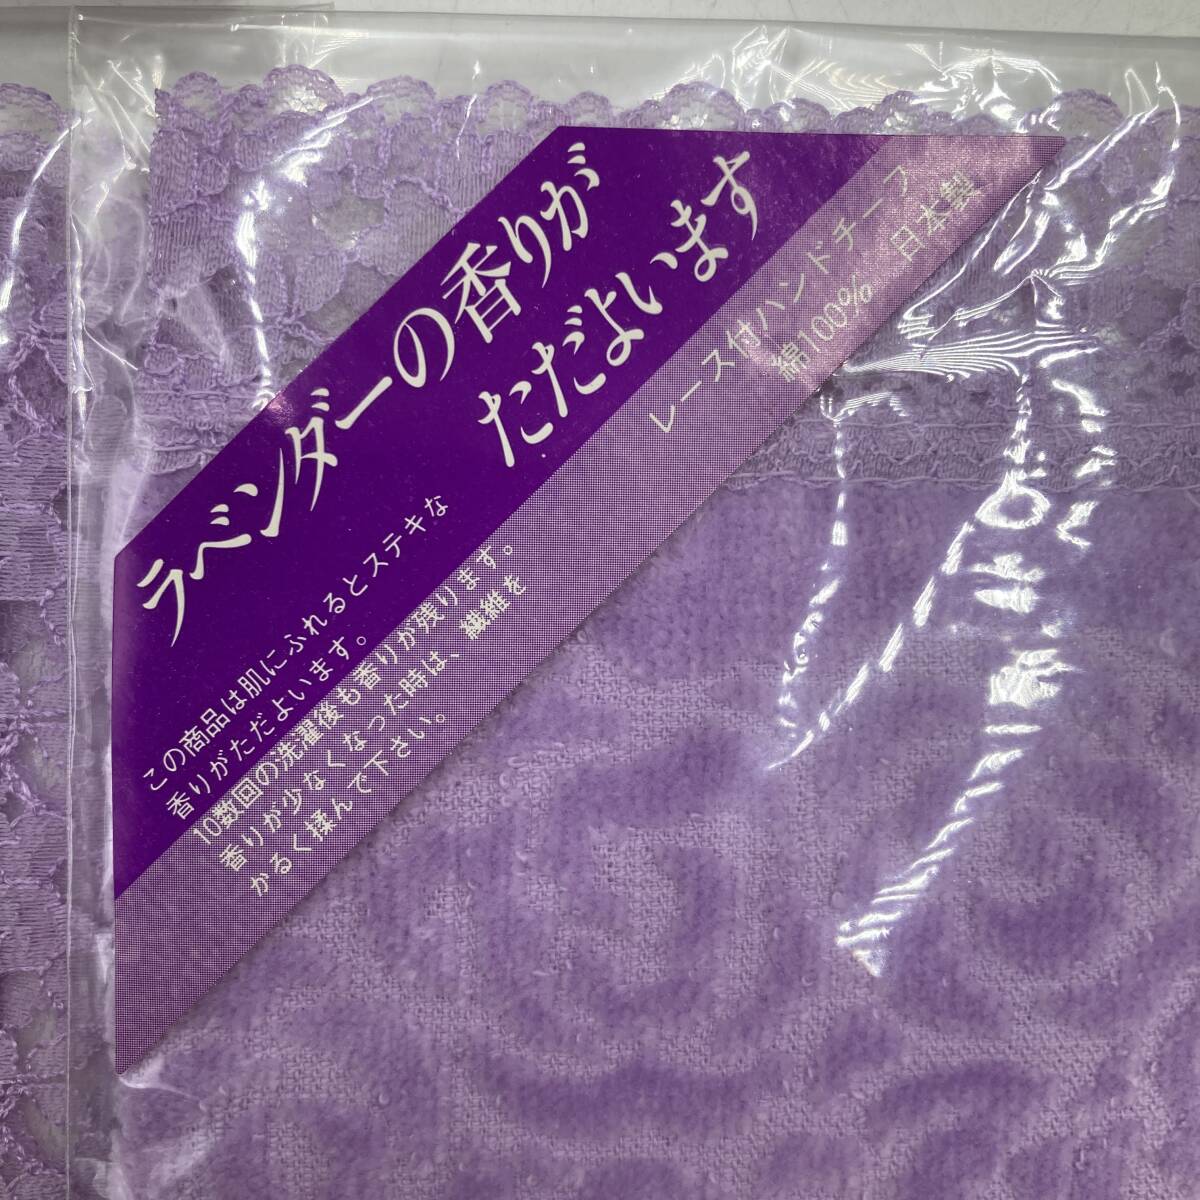 ラベンダーの香りが
ただよいます
レース付ハンドチーフ
綿100% 日本製
この商品は肌にふれるとステキな
香りがただよいます。
10数回の洗濯後も香りが残ります。
香りが少なくなった時は、繊維を
かるく揉んで下さい。